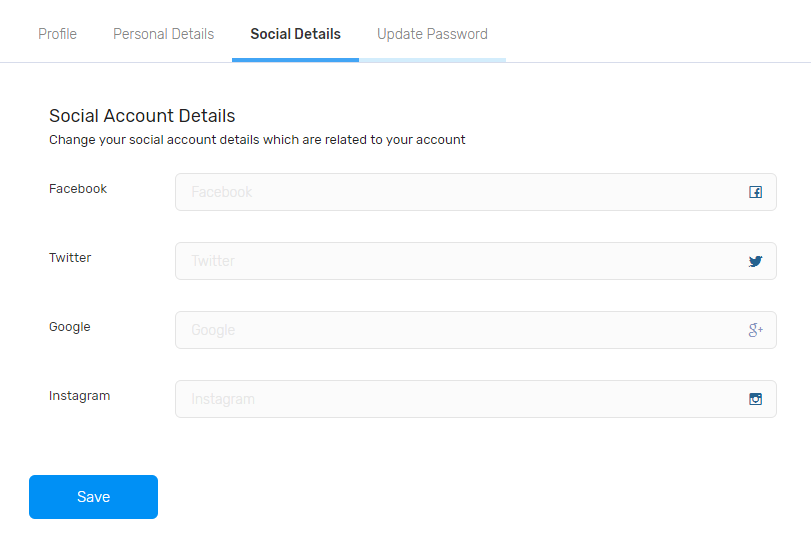 Profile Personal Details Social Details Update Password
Social Account Details
Change your social account details which are related to your account
Facebook Facebook
Twitter Twitter
Google Google
Instagram Instagram
Save